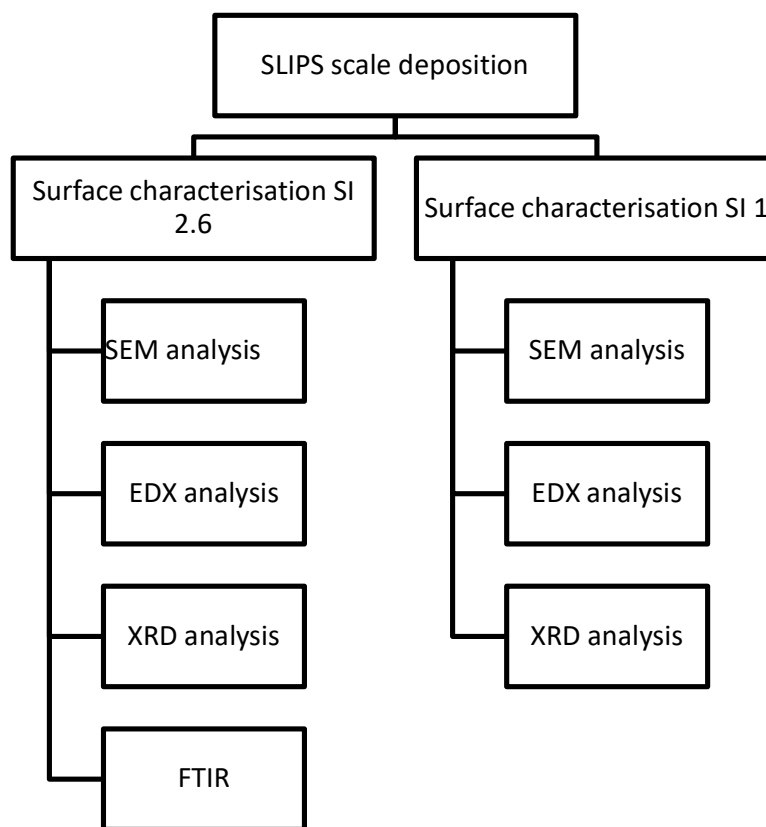 SLIPS scale deposition
Surface characterisation SI
2.6
Surface characterisation SI 1
SEM analysis
EDX analysis
XRD analysis
FTIR
SEM analysis
EDX analysis
XRD analysis